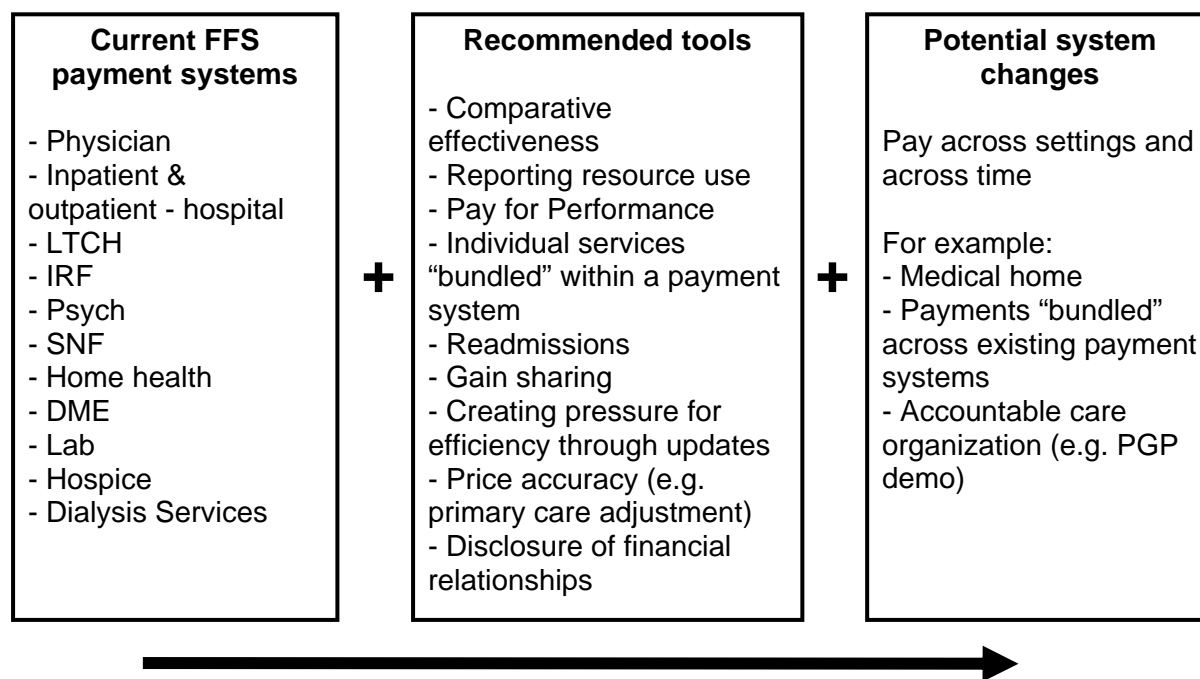 Current FFS
payment systems
- Physician
- Inpatient &
outpatient - hospital
- LTCH
- IRF
- Psych
- SNF
- Home health
- DME
- Lab
- Hospice
- Dialysis Services
+
Recommended tools
- Comparative
effectiveness
- Reporting resource use
- Pay for Performance
- Individual services
“bundled” within a payment
system
- Readmissions
- Gain sharing
- Creating pressure for
efficiency through updates
- Price accuracy (e.g.
primary care adjustment)
- Disclosure of financial
relationships
+
Potential system
changes
Pay across settings and
across time
For example:
- Medical home
- Payments “bundled”
across existing payment
systems
- Accountable care
organization (e.g. PGP
demo)